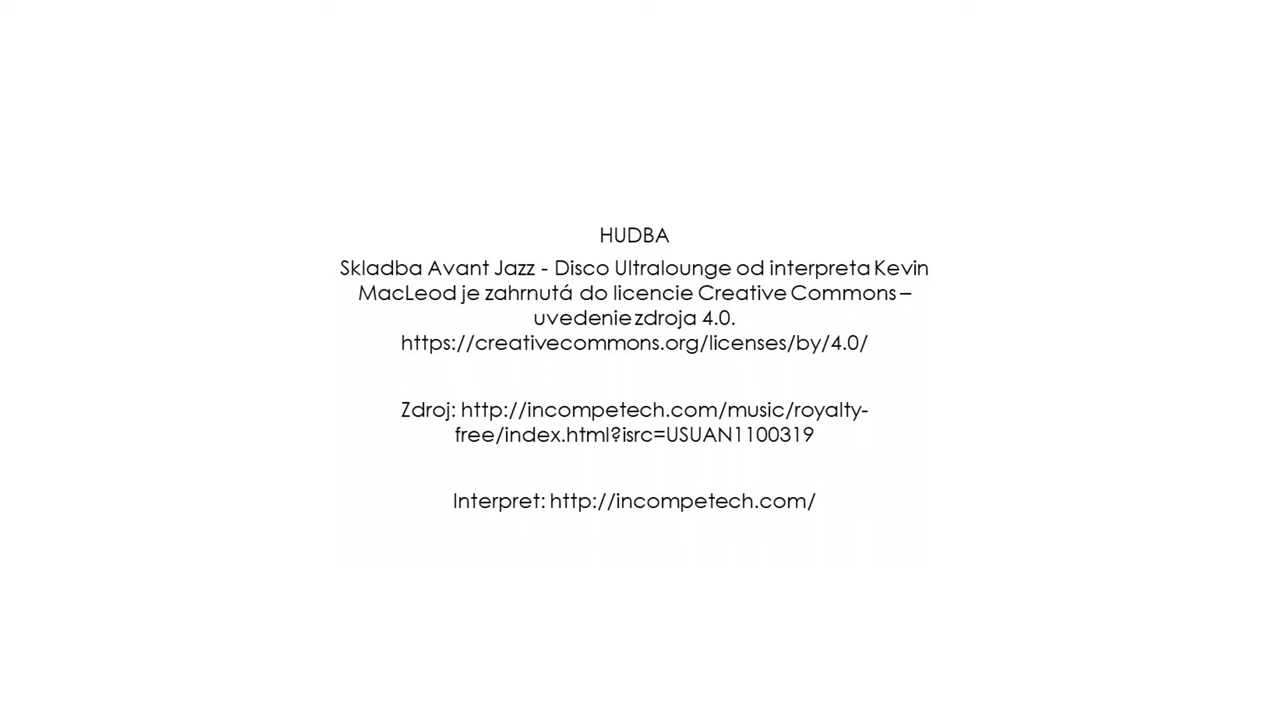 HUDBA
Skladba Avant Jazz - Disco Ultralounge od interpreta Kevin
MacLeod je zahrnutá do licencie Creative Commons –
uvedenie zdroja 4.0.
https://creativecommons.org/licenses/by/4.0/
Zdroj: http://incompetech.com/music/royalty-
free/index.html?isrc=USUAN1100319
Interpret: http://incompetech.com/